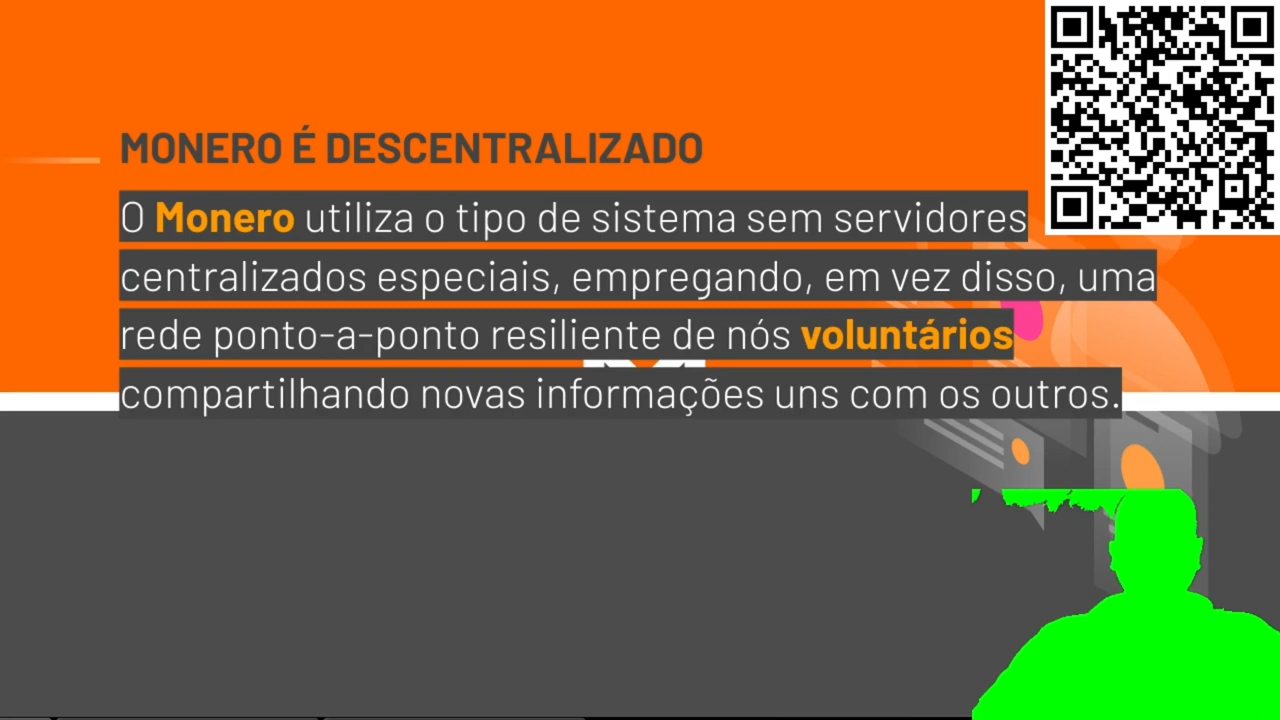 MONERO É DESCENTRALIZADO
O Monero utiliza o tipo de sistema sem servidores
centralizados especiais, empregando, em vez disso, uma
rede ponto-a-ponto resiliente de nós voluntários
compartilhando novas informações uns com os outros.